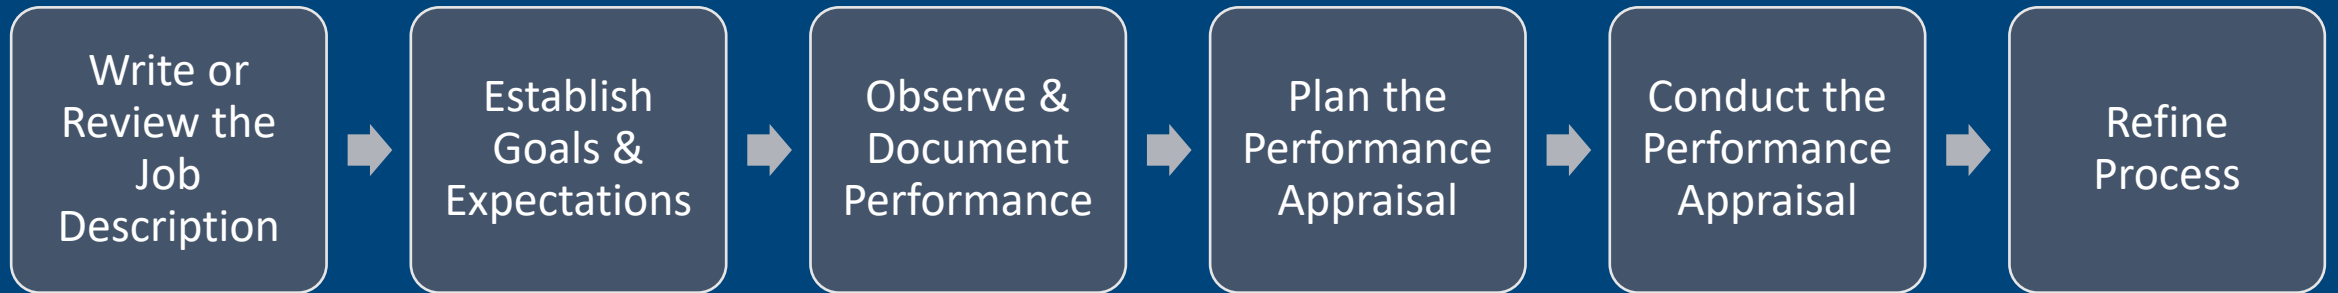 Write or
Review the
Job
Description
Establish
Goals &
Expectations
Observe &
Document
Performance
Plan the
Performance
Appraisal
Conduct the
Performance
Appraisal
Refine
Process